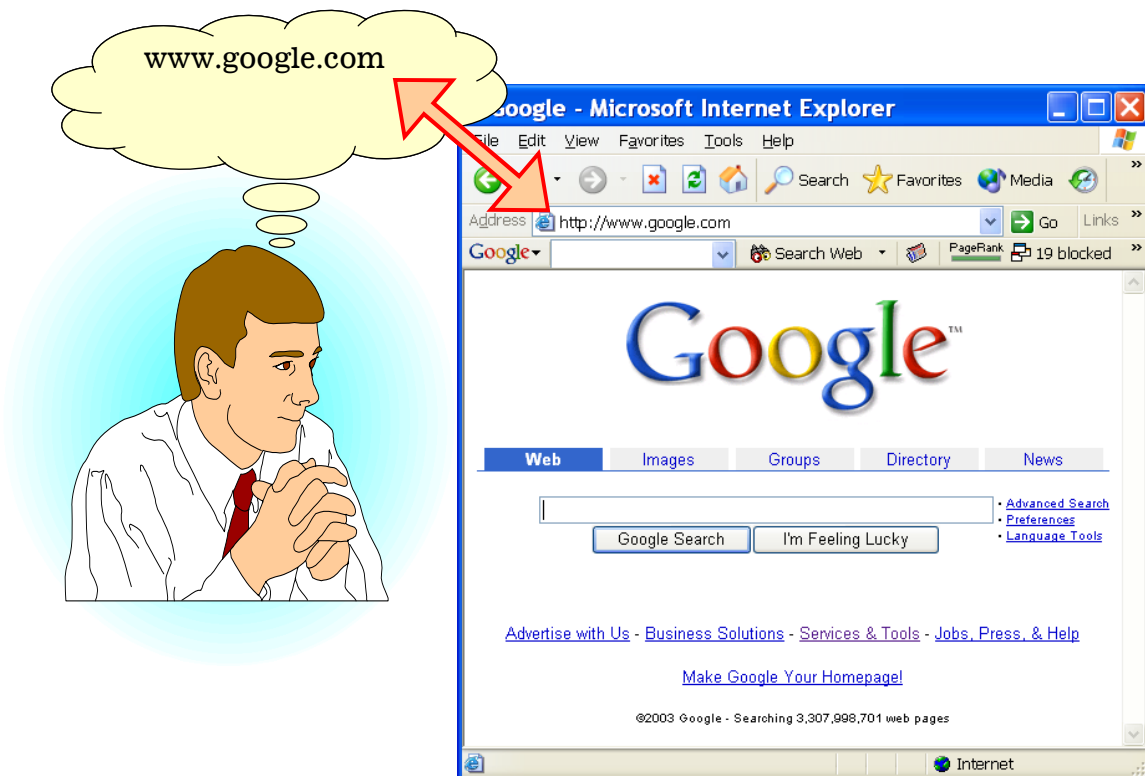 www.google.com
Google - Microsoft Internet Explorer
File Edit View Favorites Tools Help
Search Favorites Media »
Address http://www.google.com Go Links »
Google Search Web PageRank 19 blocked »
Google™
Web Images Groups Directory News
• Advanced Search
• Preferences
• Language Tools
Google Search I'm Feeling Lucky
Advertise with Us - Business Solutions - Services & Tools - Jobs, Press, & Help
Make Google Your Homepage!
©2003 Google - Searching 3,307,998,701 web pages
Internet